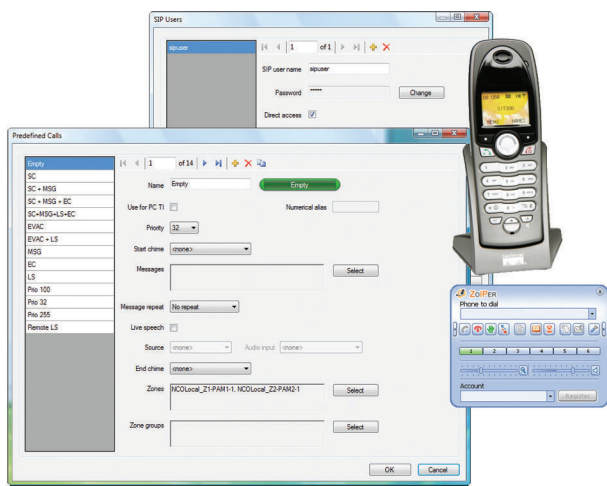 SIP Users
sipuser
1 of 1
SIP user name sipuser
Password *****
Change
Direct access
Predefined Calls
Empty
SC
SC + MSG
SC + MSG + EC
SC+MSG+LS+EC
EVAC
EVAC + LS
MSG
EC
LS
Prio 100
Prio 32
Prio 255
Remote LS
1 of 14
Name Empty
Empty
Use for PC TI
Numerical alias
Priority 32
Start chime <none>
Messages
Select
Message repeat No repeat
Live speech
Source <none>
Audio input <none>
End chime <none>
Zones NCOLocal_Z1-PAM1-1, NCOLocal_Z2-PAM2-1
Select
Zone groups
Select
OK Cancel
CIT300
MENU
ZOIPER
Phone to dial
1 2 3 4 5 6
Account
Register